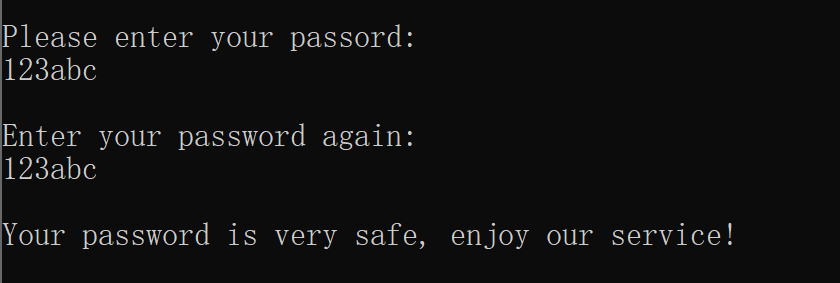 Please enter your passord:
123abc
Enter your password again:
123abc
Your password is very safe, enjoy our service!